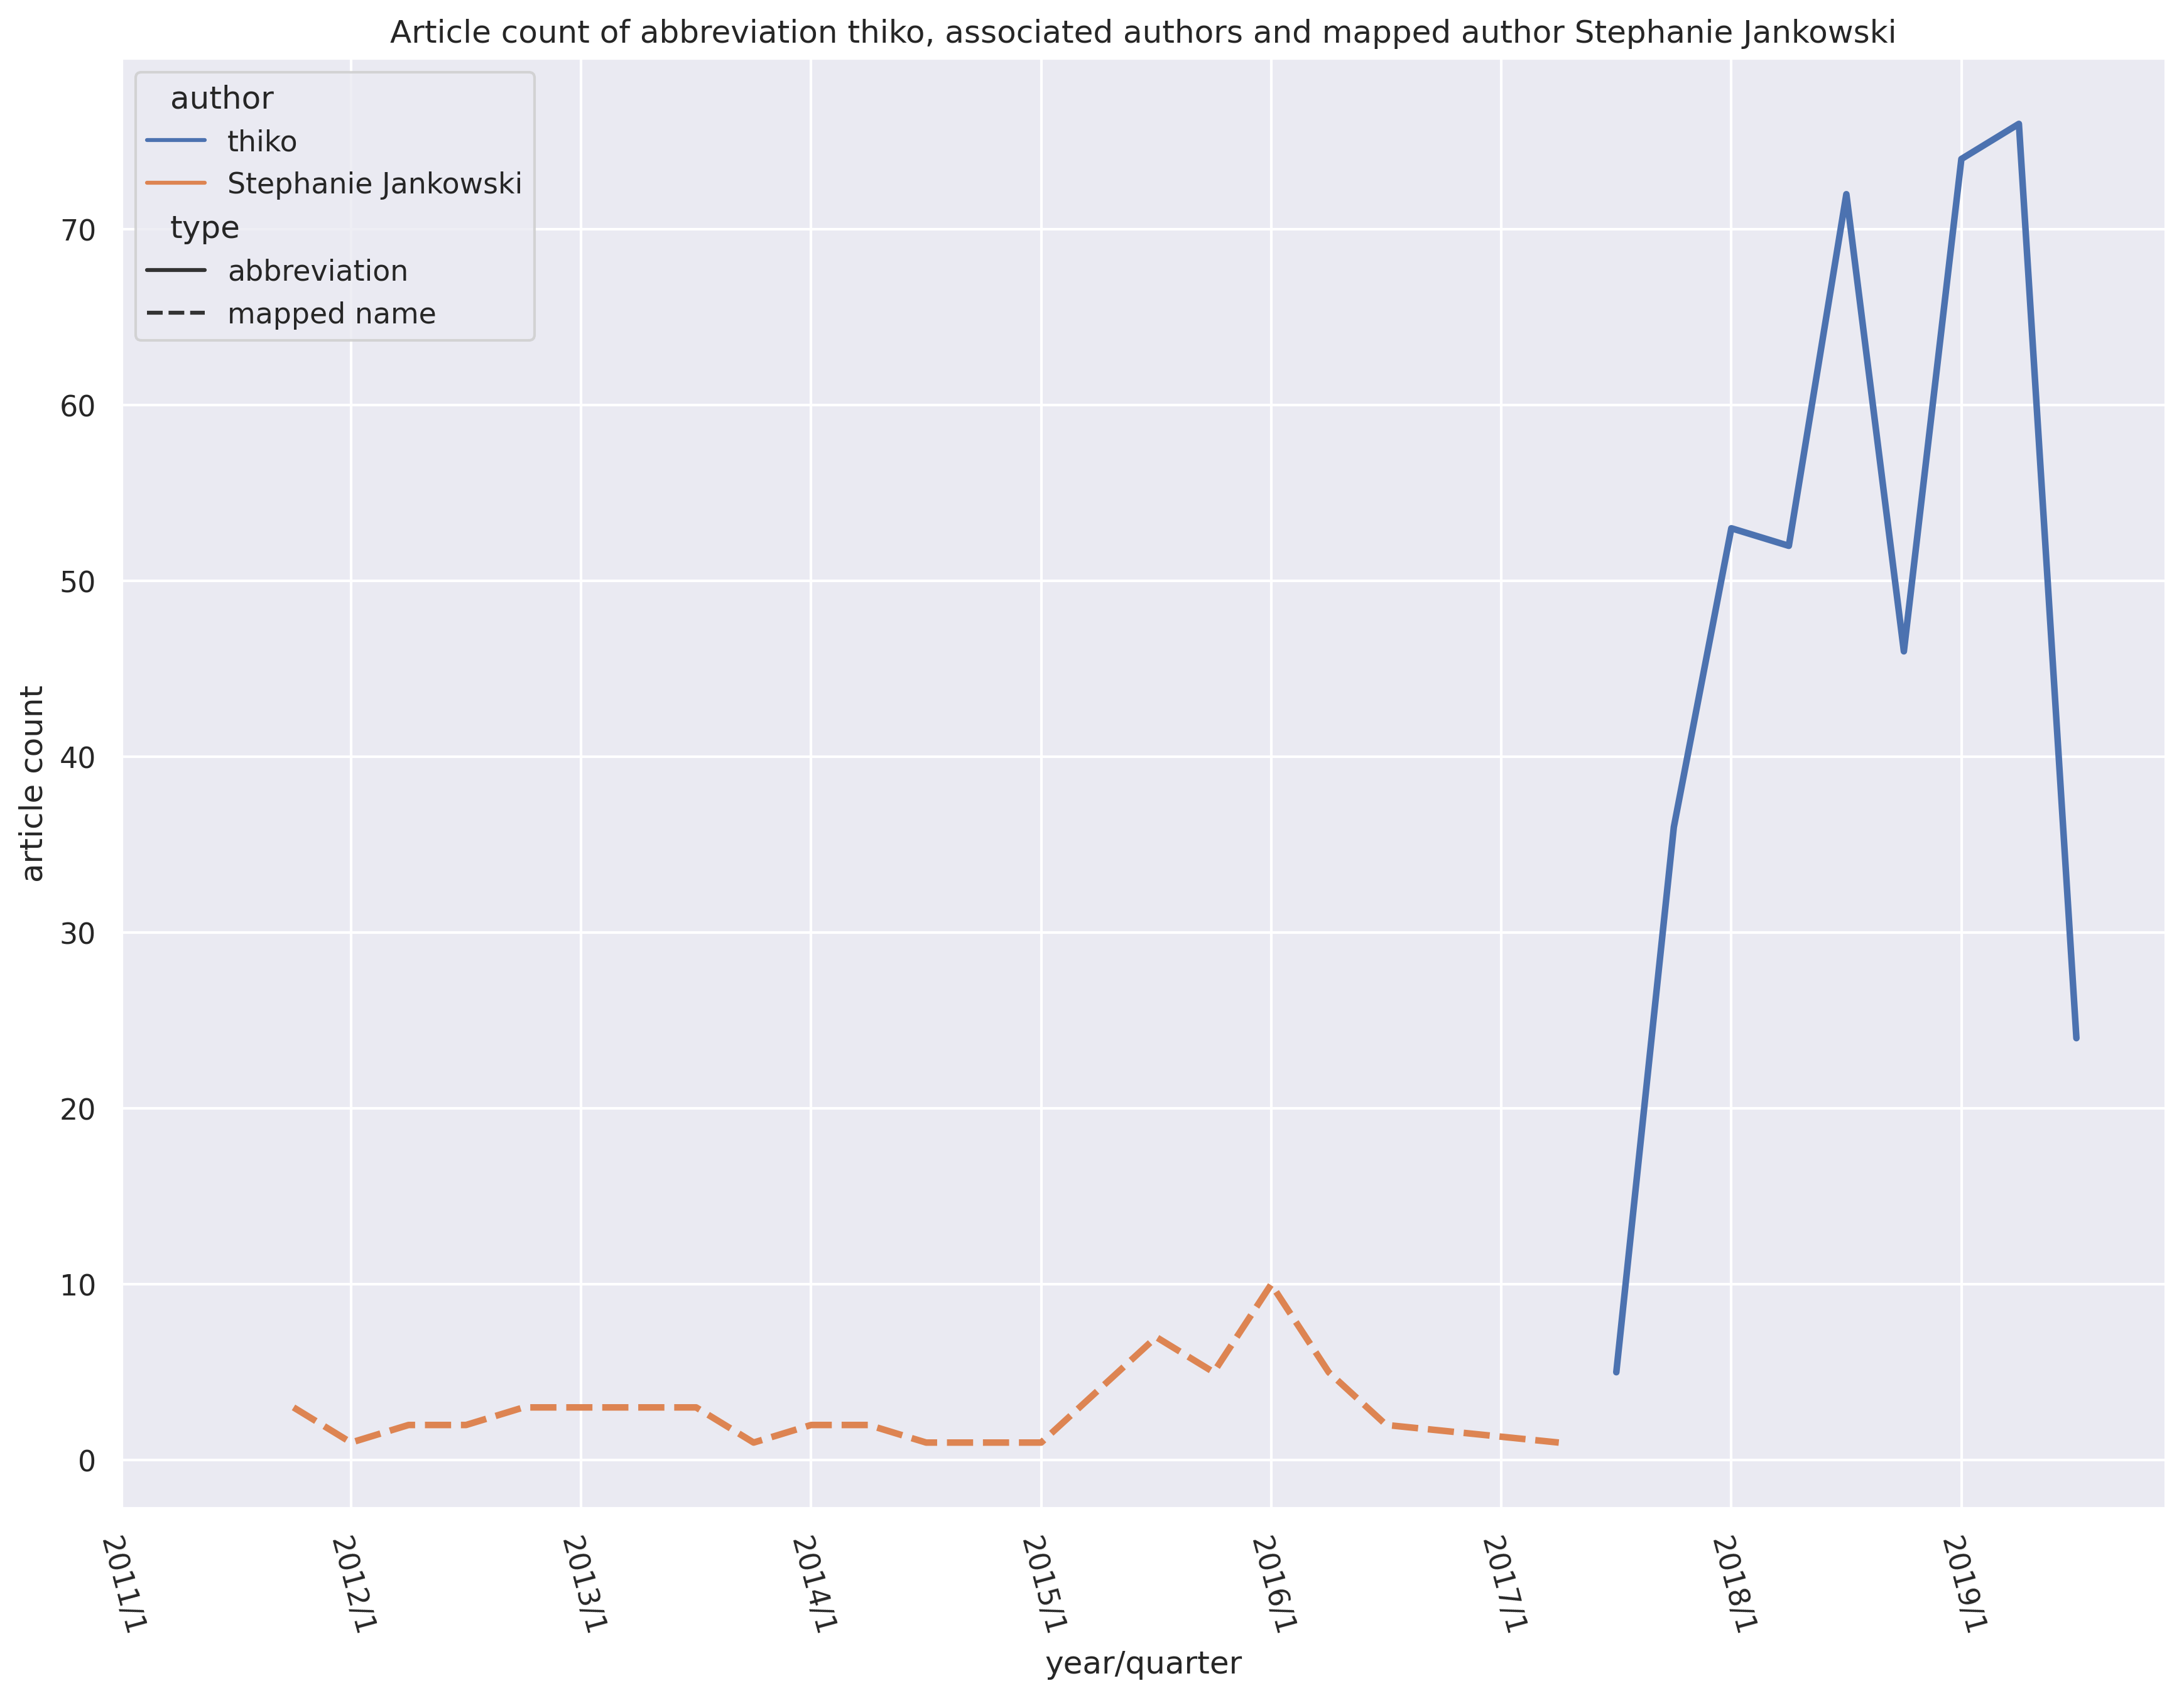 Article count of abbreviation thiko, associated authors and mapped author Stephanie Jankowski
author
thiko
Stephanie Jankowski
type
abbreviation
mapped name
article count
70
60
50
40
30
20
10
0
2011/1
2012/1
2013/1
2014/1
2015/1
2016/1
2017/1
2018/1
2019/1
year/quarter